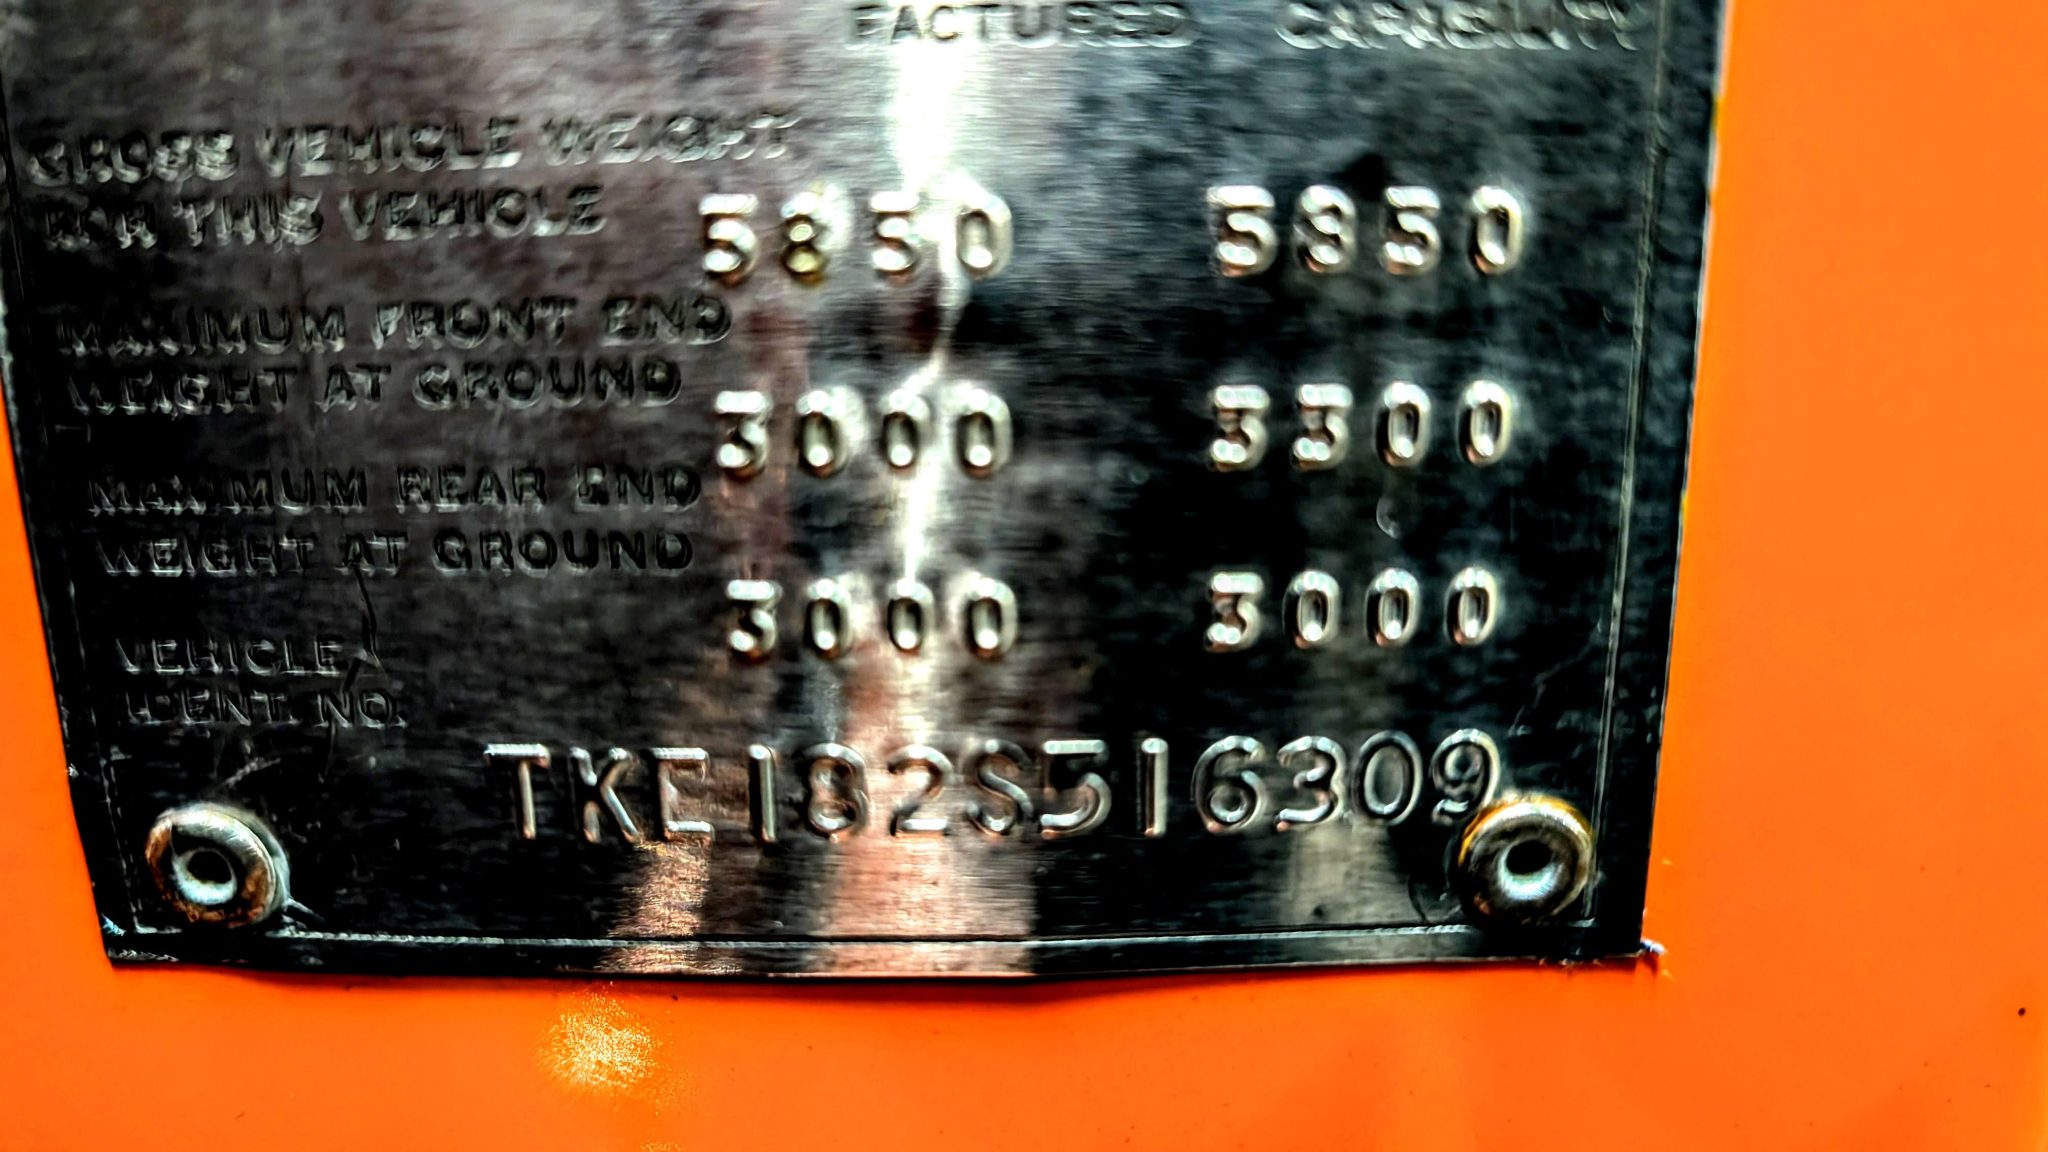 FACTURED CAPABILITY
GROSS VEHICLE WEIGHT
FOR THIS VEHICLE 5850 5850
MAXIMUM FRONT END
WEIGHT AT GROUND 3000 3300
MAXIMUM REAR END
WEIGHT AT GROUND 3000 3000
VEHICLE
IDENT. NO.
TKE182S516309